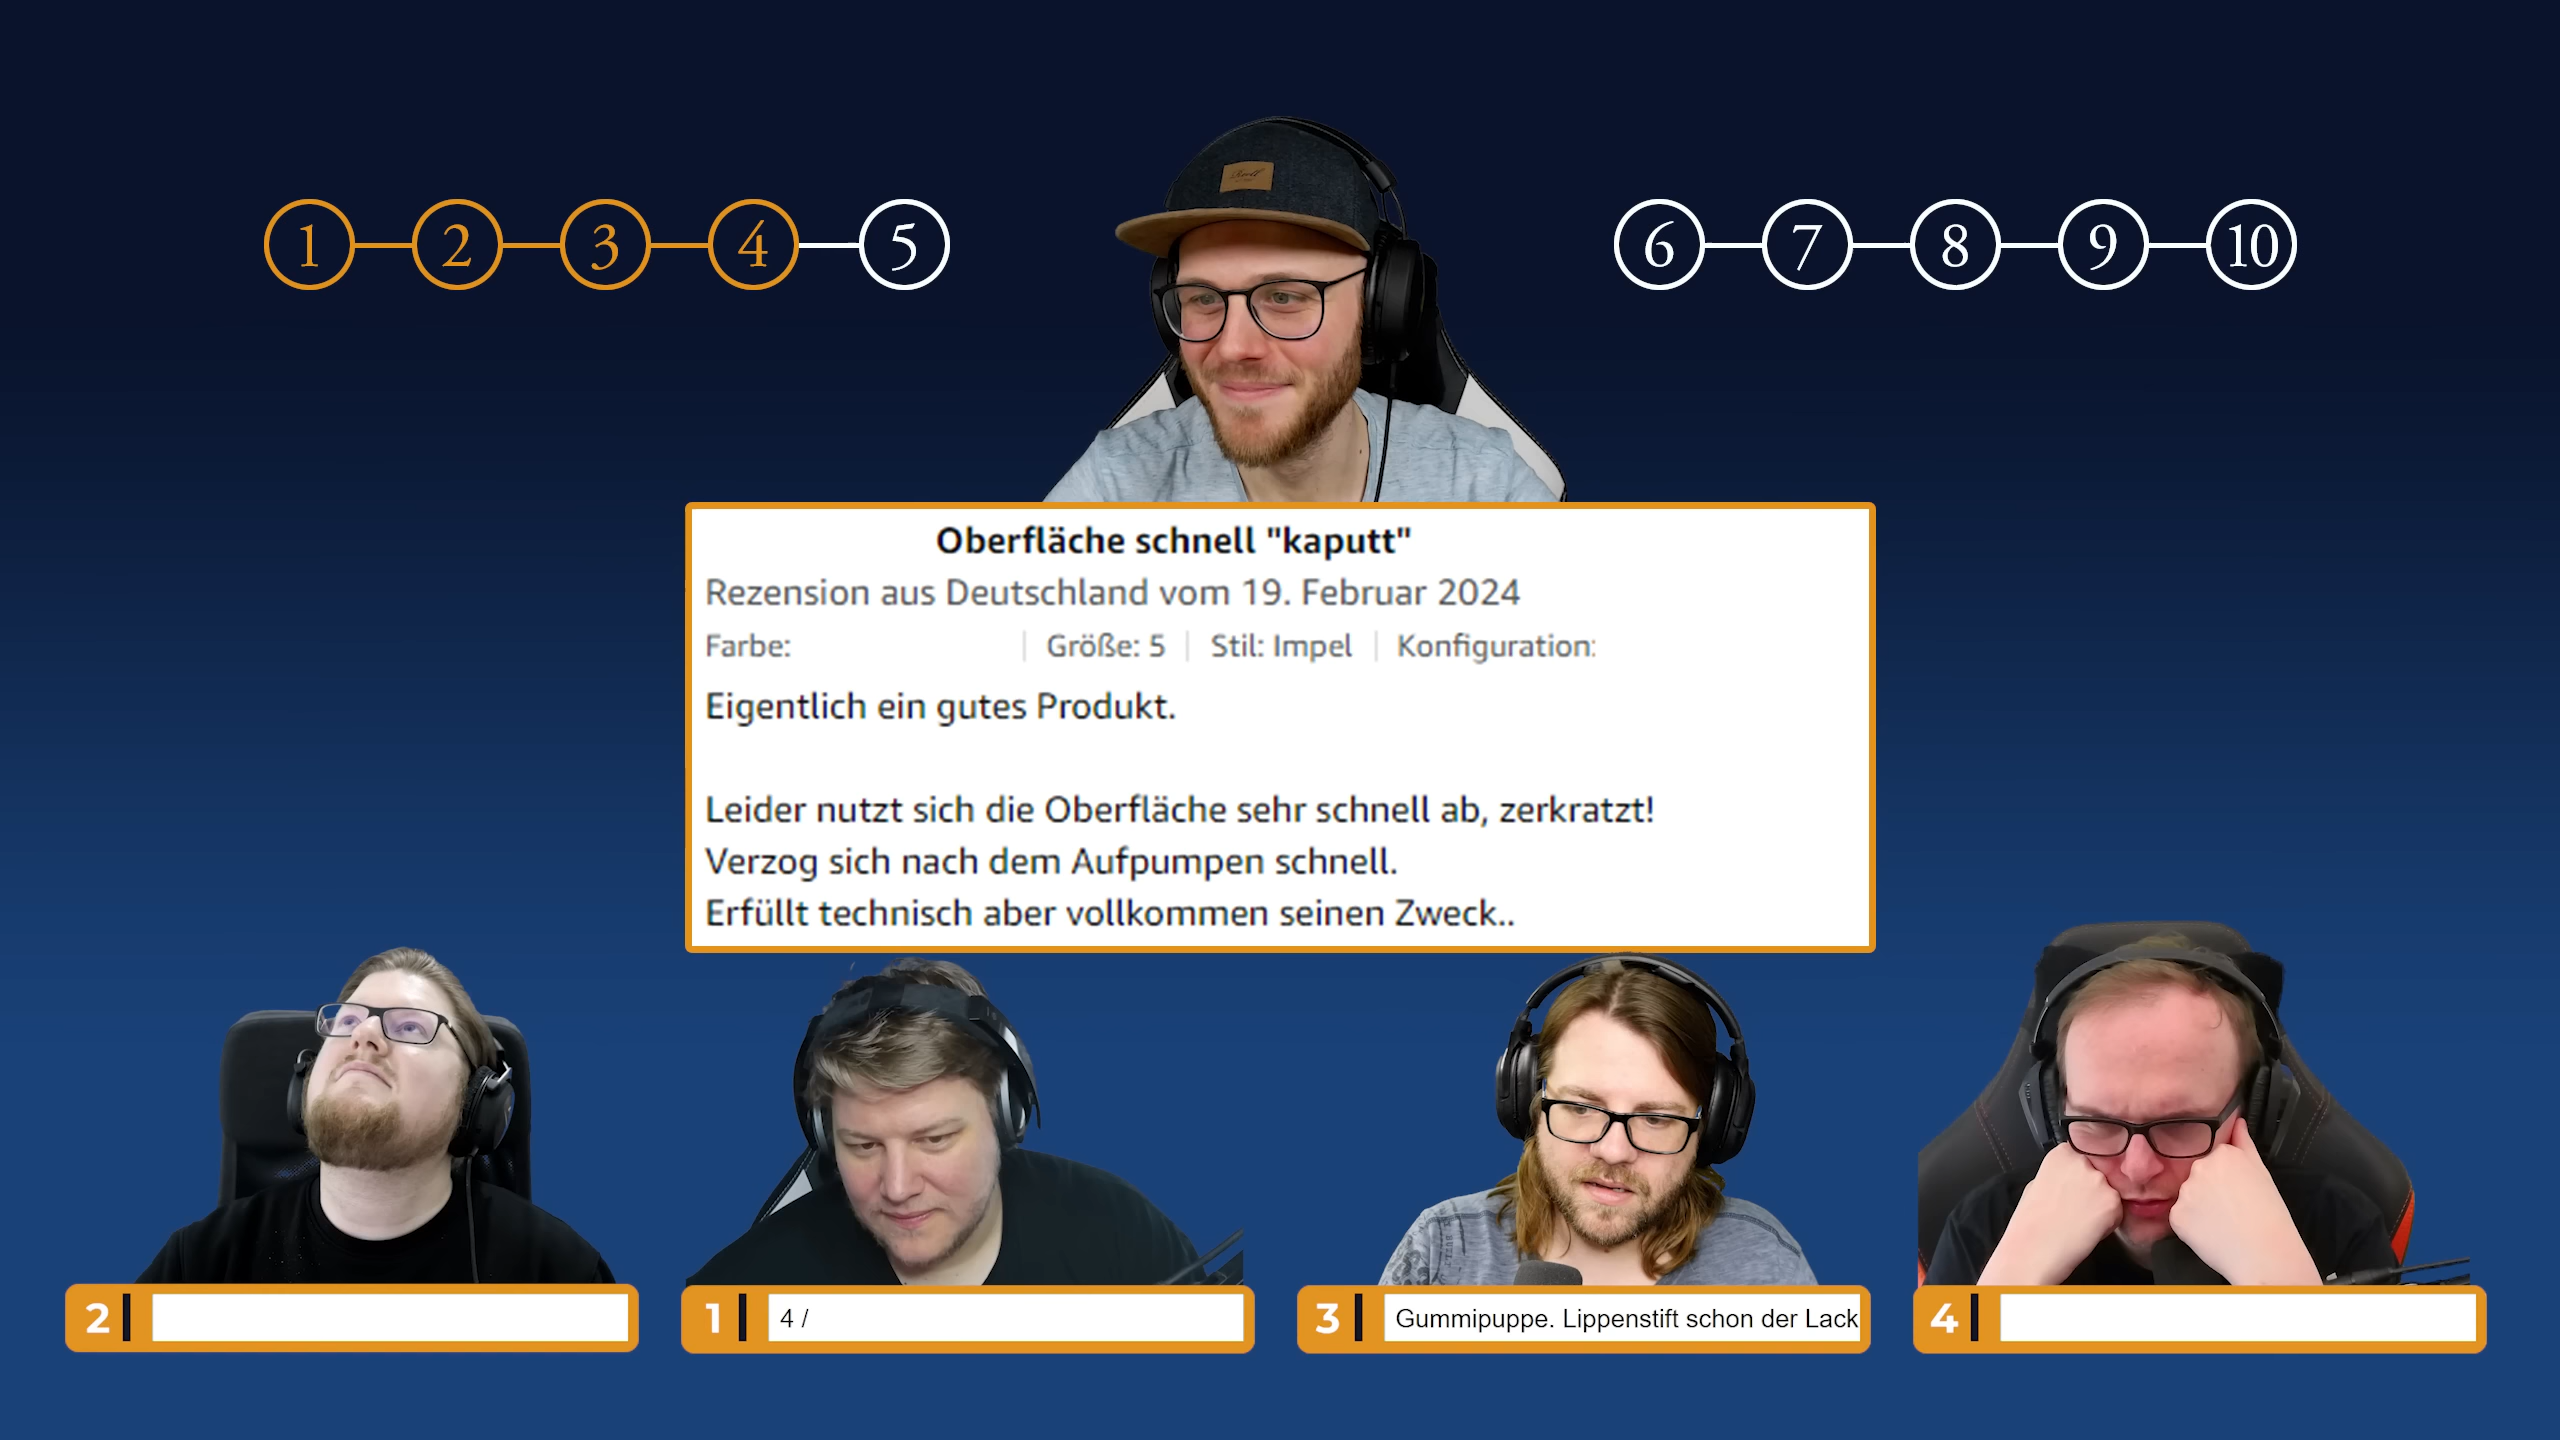 1 2 3 4 5
6 7 8 9 10
Oberfläche schnell "kaputt"
Rezension aus Deutschland vom 19. Februar 2024
Farbe: | Größe: 5 | Stil: Impel | Konfiguration:
Eigentlich ein gutes Produkt.
Leider nutzt sich die Oberfläche sehr schnell ab, zerkratzt!
Verzog sich nach dem Aufpumpen schnell.
Erfüllt technisch aber vollkommen seinen Zweck..
2
1 4 /
3 Gummipuppe. Lippenstift schon der Lack
4